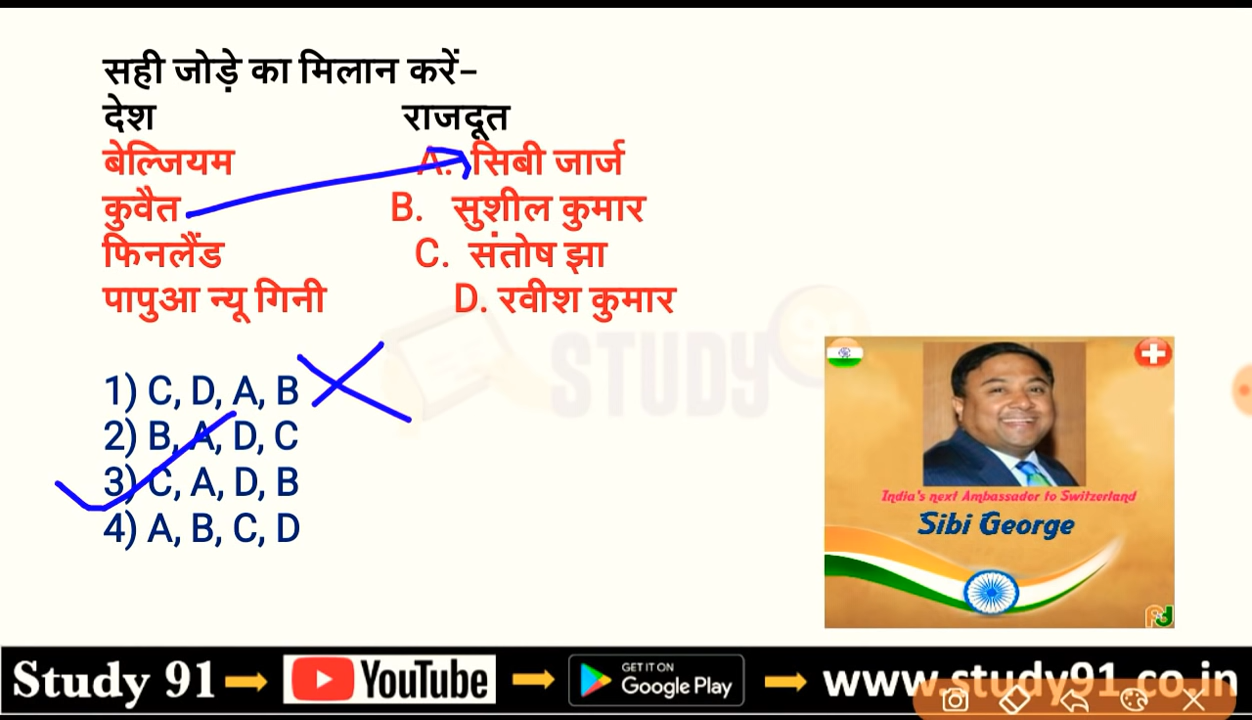 सही जोड़े का मिलान करें–
देश राजदूत
बेल्जियम A. सिबी जार्ज
कुवैत B. सुशील कुमार
फिनलैंड C. संतोष झा
पापुआ न्यू गिनी D. रवीश कुमार
STUDY
1) C, D, A, B
2) B, A, D, C
3) C, A, D, B
4) A, B, C, D
India's next Ambassador to Switzerland
Sibi George
Study 91 YouTube GET IT ON Google Play www.study91.co.in